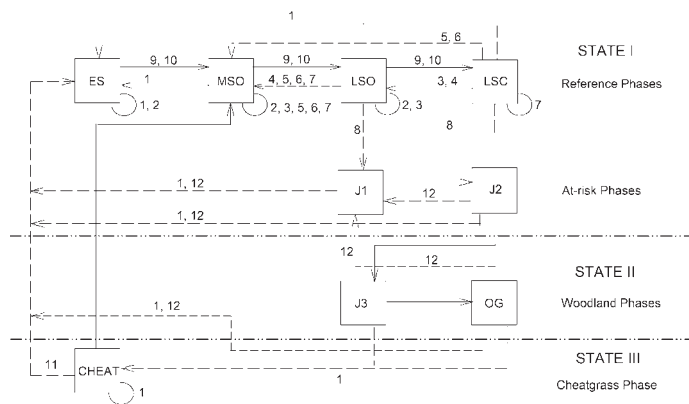 1
5, 6
STATE I
9, 10
9, 10
9, 10
ES
1
MSO
4, 5, 6, 7
LSO
3, 4
LSC
Reference Phases
1, 2
2, 3, 5, 6, 7
2, 3
7
8
8
1, 12
J1
12
J2
At-risk Phases
1, 12
12
12
STATE II
J3
OG
Woodland Phases
1, 12
STATE III
11
CHEAT
1
1
Cheatgrass Phase